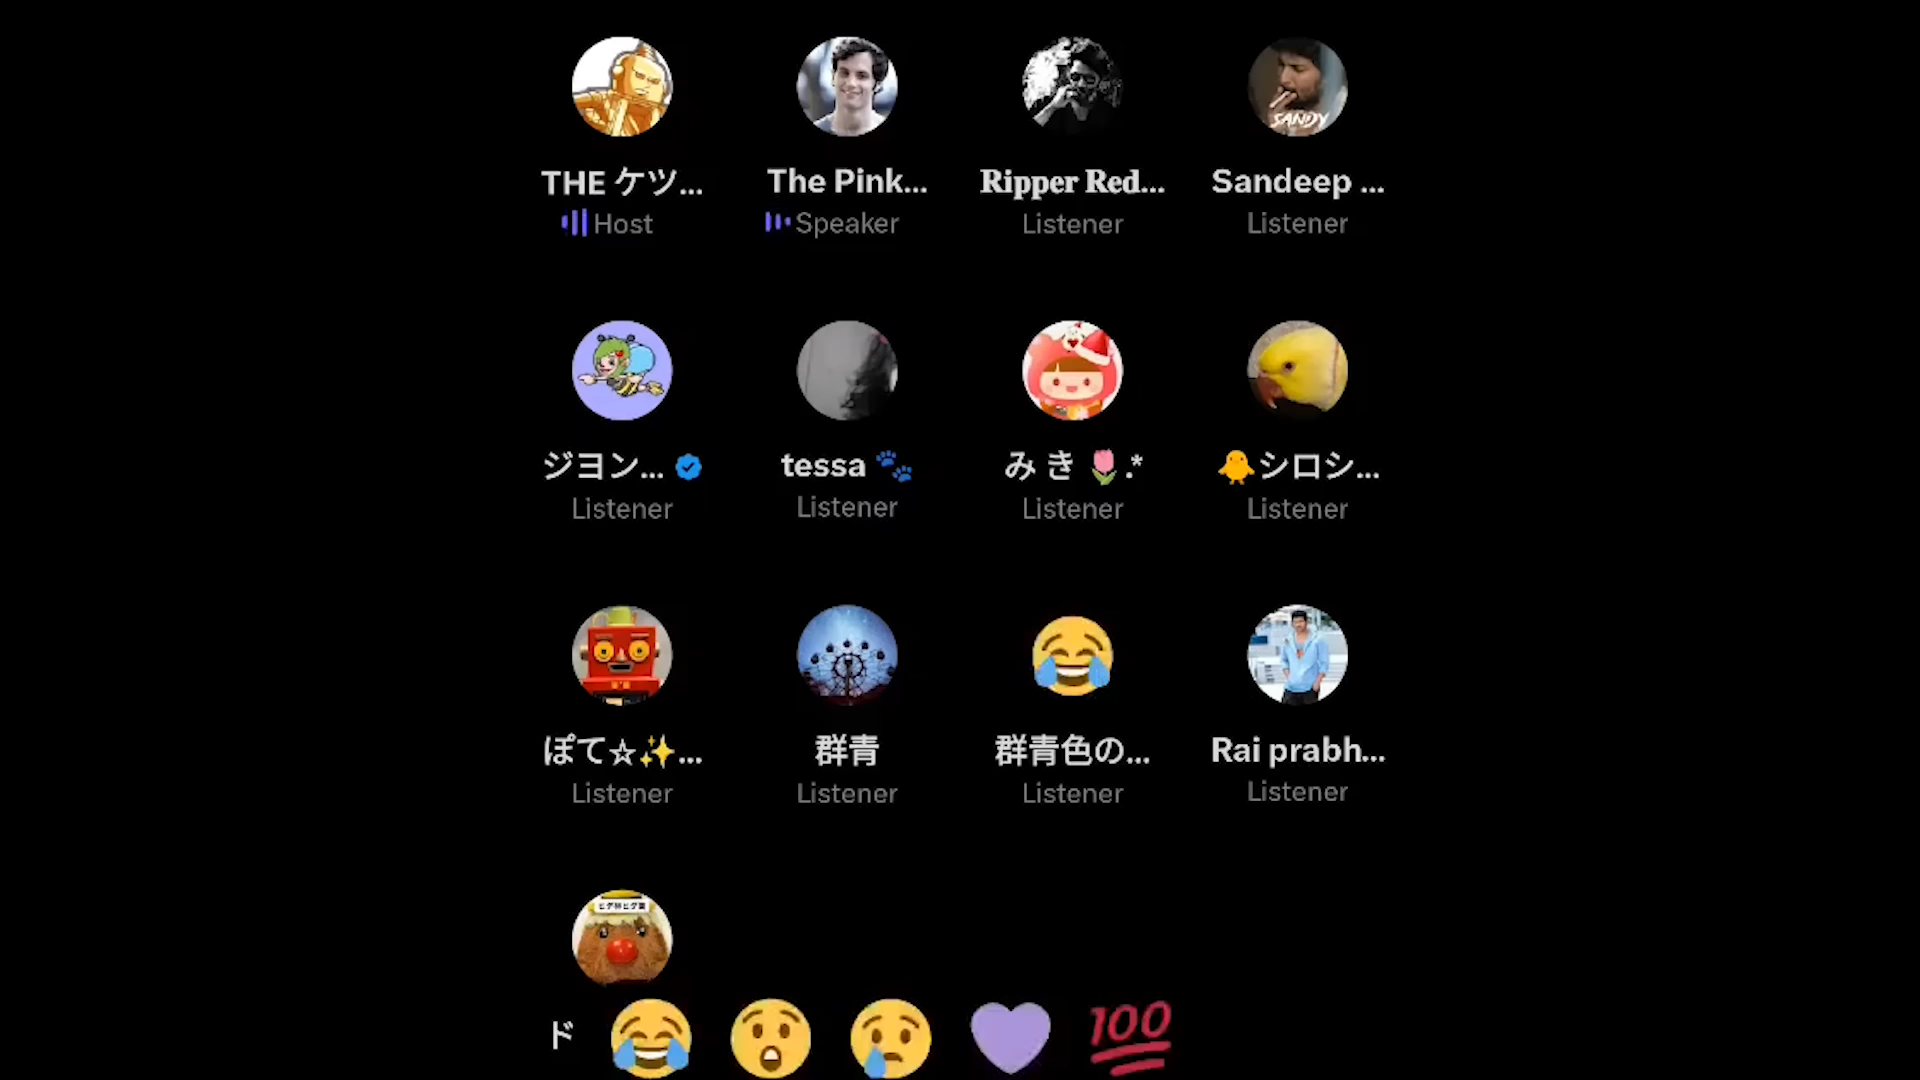 SANDY
THE ケツ... The Pink... Ripper Red... Sandeep ...
Host Speaker Listener Listener
ジヨン... tessa 🐾 み き 🌷.* 🐥シロシ...
Listener Listener Listener Listener
ぽて☆✨... 群青 群青色の... Rai prabh...
Listener Listener Listener Listener
ド
100